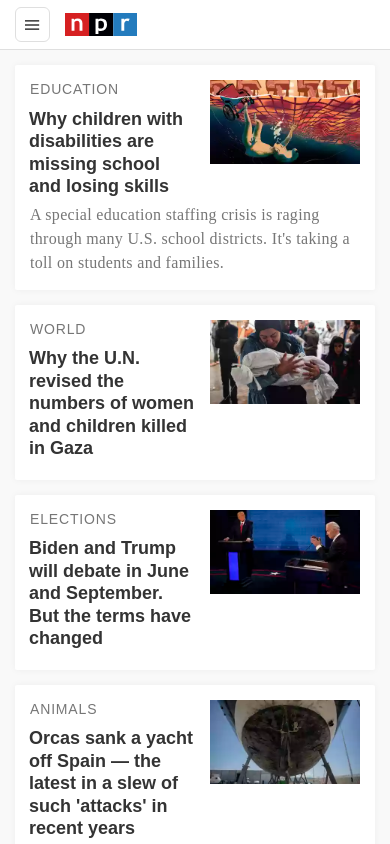 npr
EDUCATION
Why children with
disabilities are
missing school
and losing skills
A special education staffing crisis is raging
through many U.S. school districts. It's taking a
toll on students and families.
WORLD
Why the U.N.
revised the
numbers of women
and children killed
in Gaza
ELECTIONS
Biden and Trump
will debate in June
and September.
But the terms have
changed
ANIMALS
Orcas sank a yacht
off Spain — the
latest in a slew of
such 'attacks' in
recent years